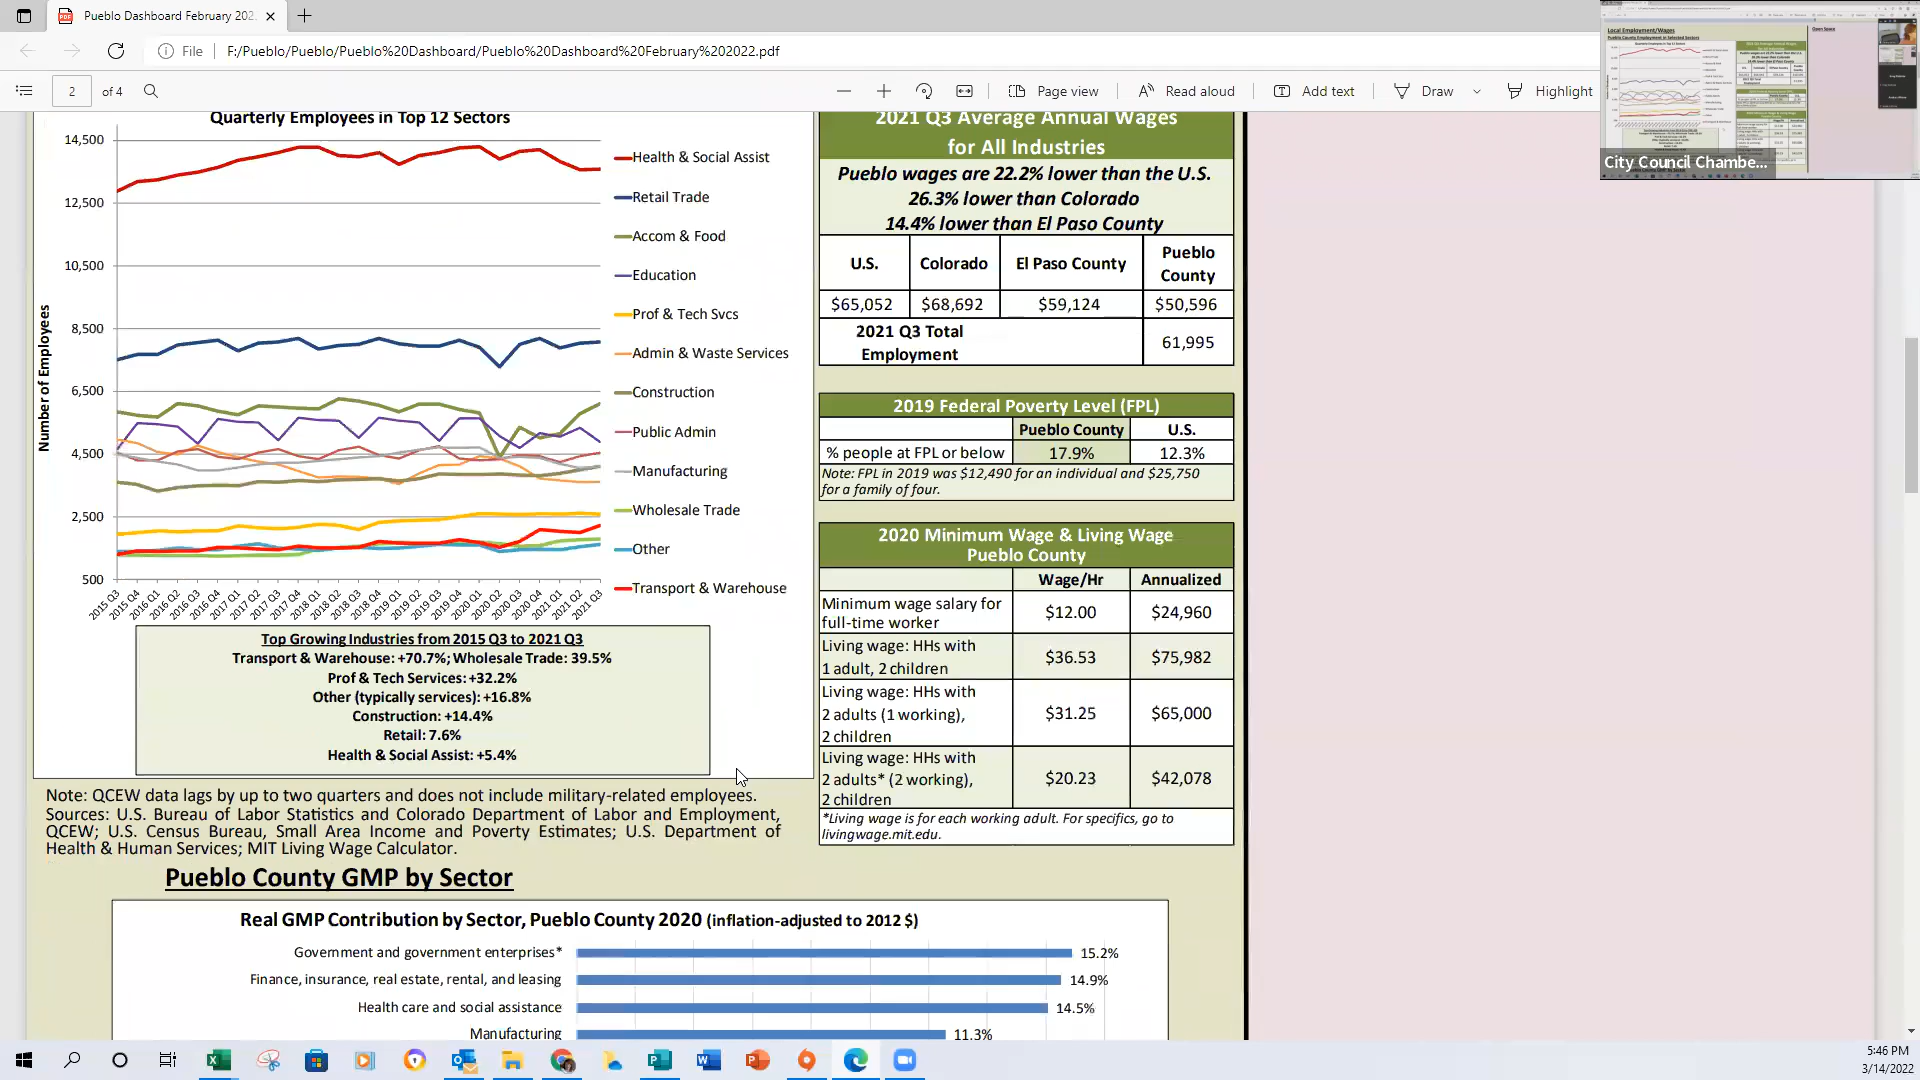 Pueblo Dashboard February 202
File
F:/Pueblo/Pueblo/Pueblo%20Dashboard/Pueblo%20Dashboard%20February%202022.pdf
2 of 4
Page view
Read aloud
Add text
Draw
Highlight
Local Employment/Wages
City Council Chambe...
Quarterly Employees in Top 12 Sectors
Number of Employees
14,500
12,500
10,500
8,500
6,500
4,500
2,500
500
2015 Q3
2015 Q4
2016 Q1
2016 Q2
2016 Q3
2016 Q4
2017 Q1
2017 Q2
2017 Q3
2017 Q4
2018 Q1
2018 Q2
2018 Q3
2018 Q4
2019 Q1
2019 Q2
2019 Q3
2019 Q4
2020 Q1
2020 Q2
2020 Q3
2020 Q4
2021 Q1
2021 Q2
2021 Q3
Health & Social Assist
Retail Trade
Accom & Food
Education
Prof & Tech Svcs
Admin & Waste Services
Construction
Public Admin
Manufacturing
Wholesale Trade
Other
Transport & Warehouse
Top Growing Industries from 2015 Q3 to 2021 Q3
Transport & Warehouse: +70.7%; Wholesale Trade: 39.5%
Prof & Tech Services: +32.2%
Other (typically services): +16.8%
Construction: +14.4%
Retail: 7.6%
Health & Social Assist: +5.4%
Note: QCEW data lags by up to two quarters and does not include military-related employees.
Sources: U.S. Bureau of Labor Statistics and Colorado Department of Labor and Employment,
QCEW; U.S. Census Bureau, Small Area Income and Poverty Estimates; U.S. Department of
Health & Human Services; MIT Living Wage Calculator.
2021 Q3 Average Annual Wages
for All Industries
Pueblo wages are 22.2% lower than the U.S.
26.3% lower than Colorado
14.4% lower than El Paso County
U.S. Colorado El Paso County Pueblo County
$65,052 $68,692 $59,124 $50,596
2021 Q3 Total
Employment 61,995
2019 Federal Poverty Level (FPL)
Pueblo County U.S.
% people at FPL or below 17.9% 12.3%
Note: FPL in 2019 was $12,490 for an individual and $25,750
for a family of four.
2020 Minimum Wage & Living Wage
Pueblo County
Wage/Hr Annualized
Minimum wage salary for
full-time worker $12.00 $24,960
Living wage: HHs with
1 adult, 2 children $36.53 $75,982
Living wage: HHs with
2 adults (1 working), $31.25 $65,000
2 children
Living wage: HHs with
2 adults* (2 working), $20.23 $42,078
2 children
*Living wage is for each working adult. For specifics, go to
livingwage.mit.edu.
Pueblo County GMP by Sector
Real GMP Contribution by Sector, Pueblo County 2020 (inflation-adjusted to 2012 $)
Government and government enterprises* 15.2%
Finance, insurance, real estate, rental, and leasing 14.9%
Health care and social assistance 14.5%
Manufacturing 11.3%
5:46 PM
3/14/2022